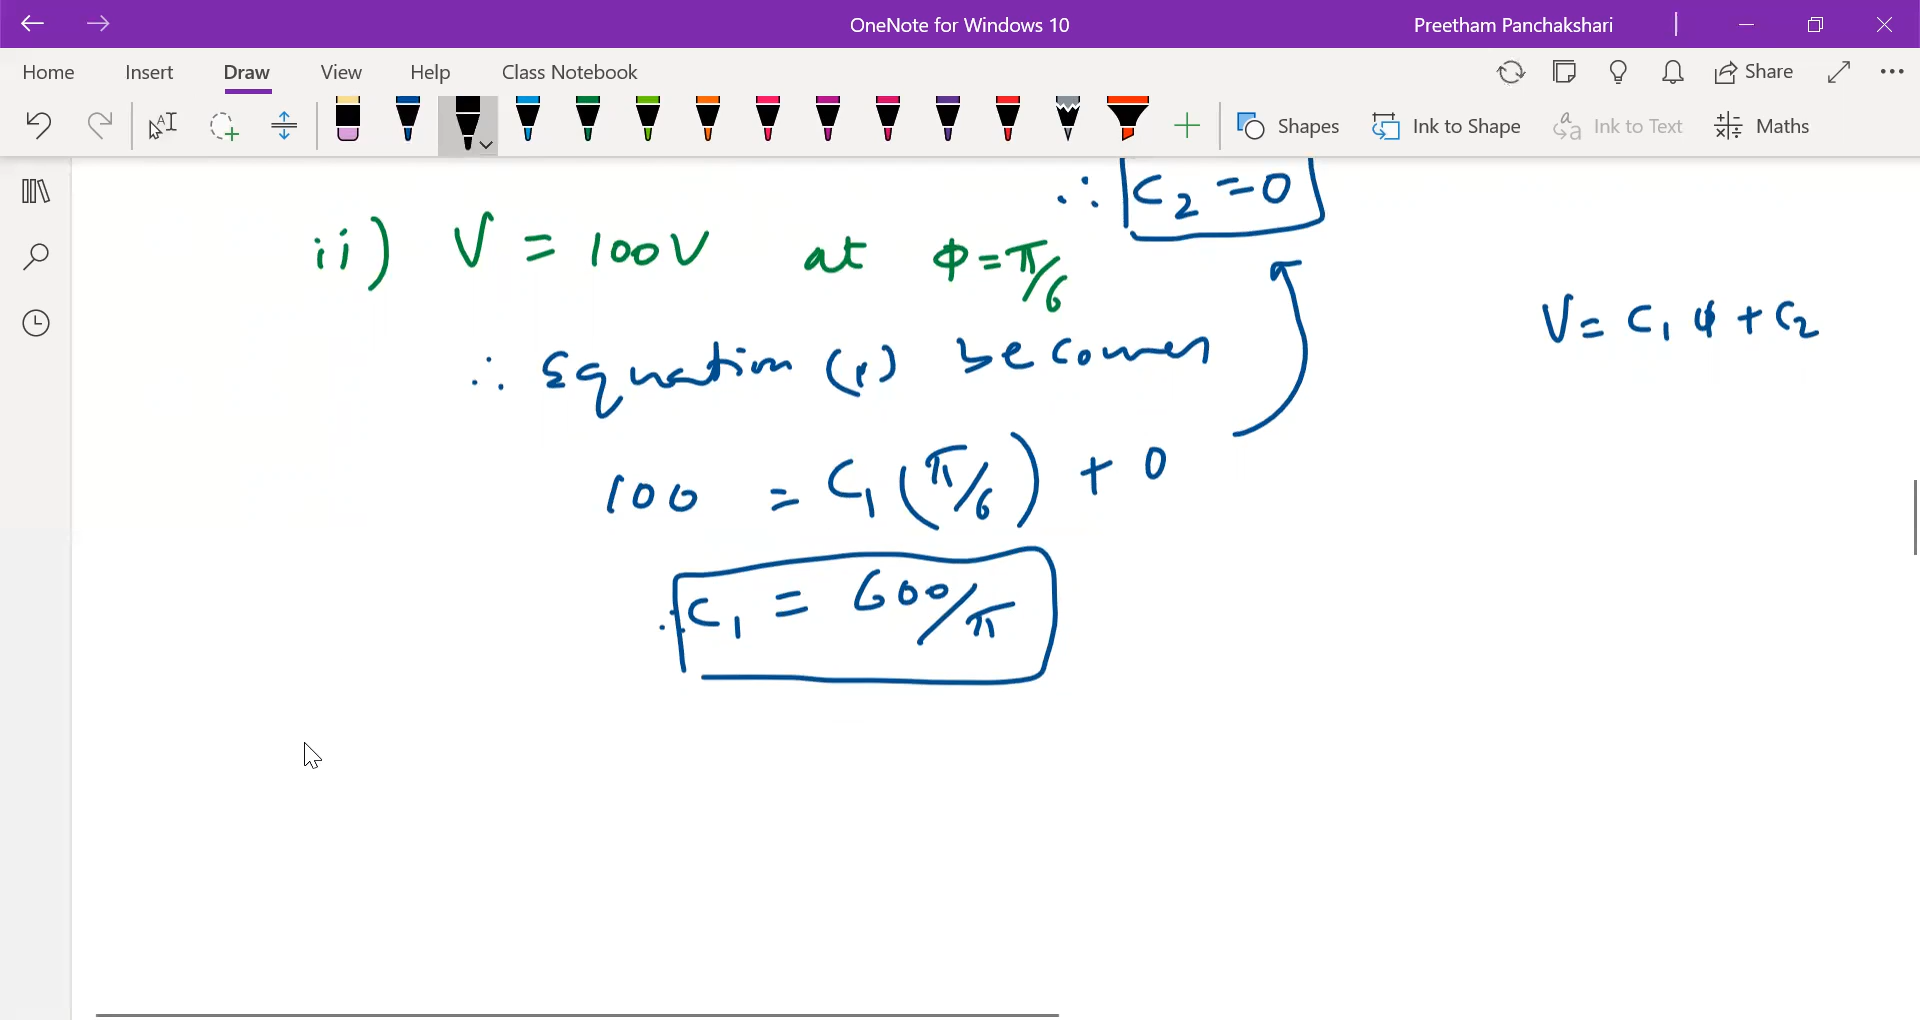 OneNote for Windows 10
Preetham Panchakshari
Home Insert Draw View Help Class Notebook
Share
Shapes Ink to Shape Ink to Text Maths
∴ C₂ = 0
ii) V = 100V at Φ = π/6
V = C₁ Φ + C₂
∴ Equation (1) becomes
100 = C₁ (π/6) + 0
∴ C₁ = 600/π